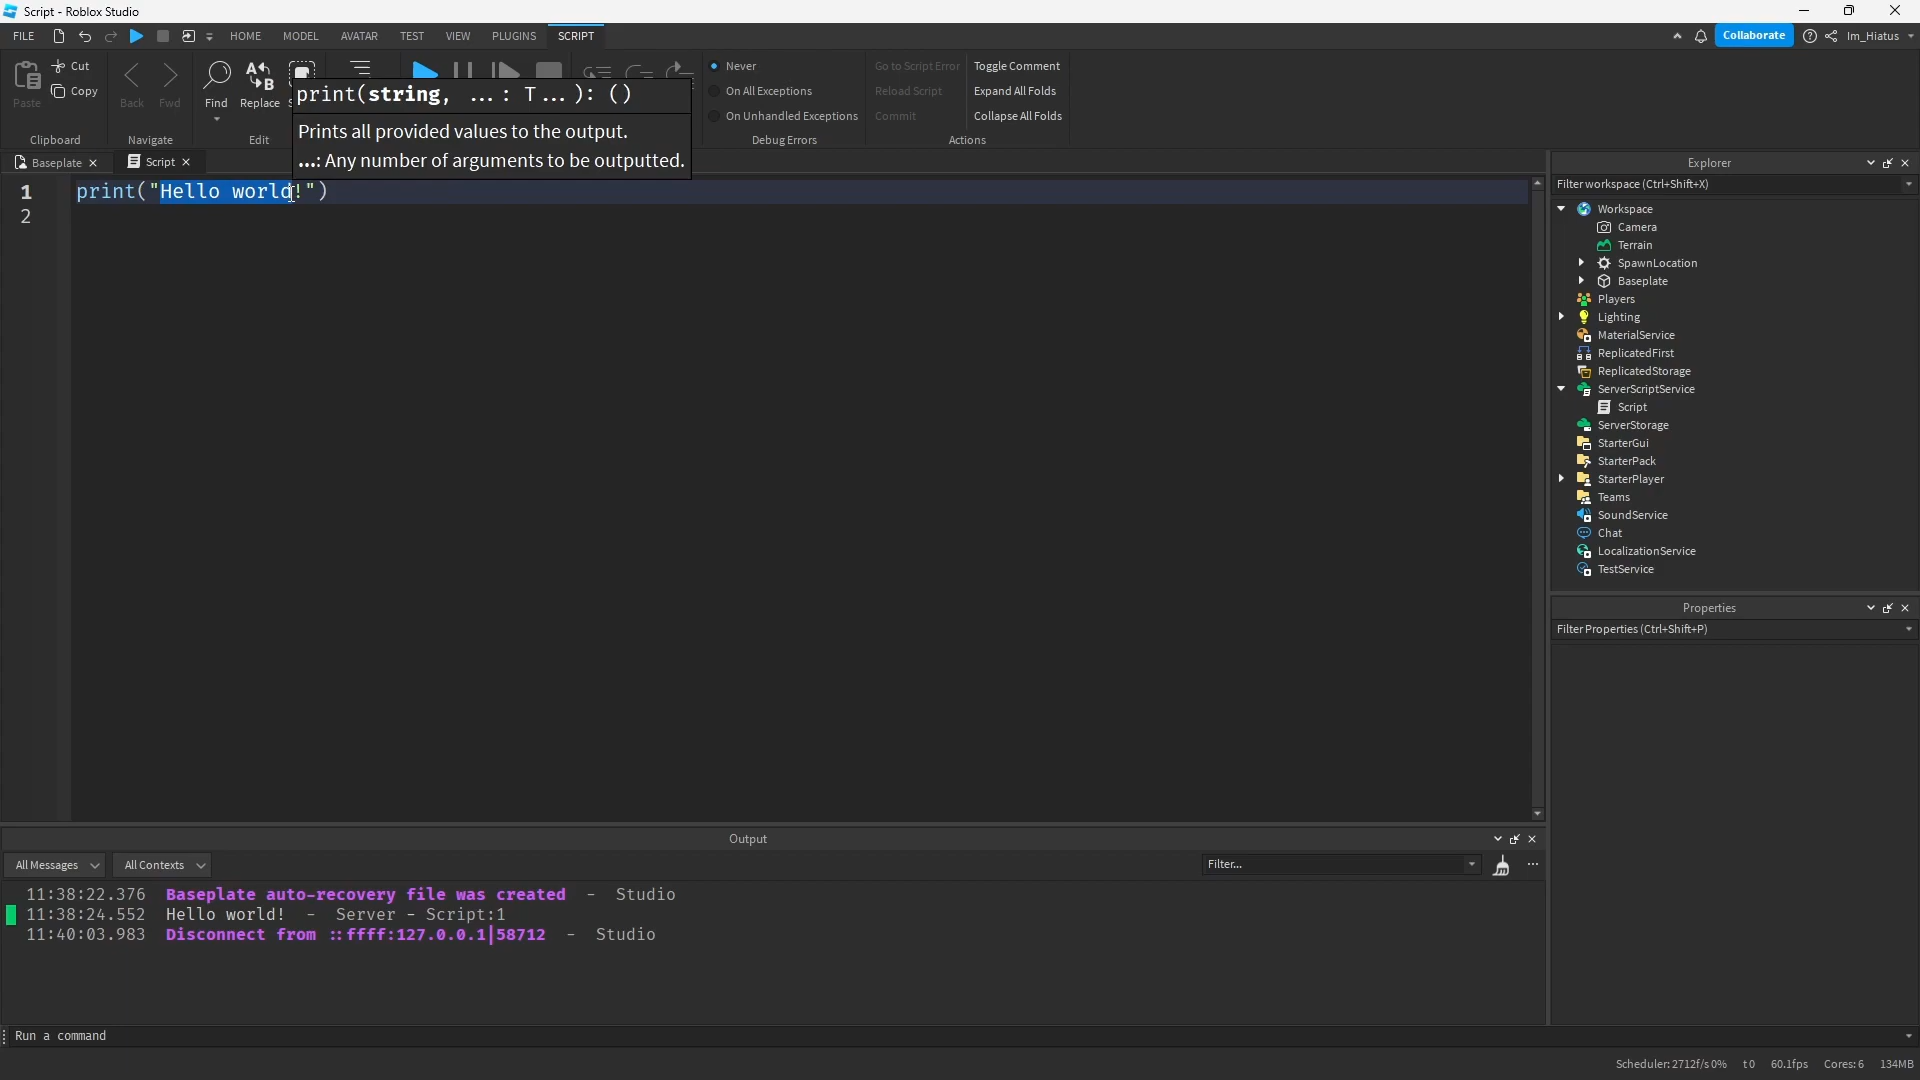 Script - Roblox Studio
FILE HOME MODEL AVATAR TEST VIEW PLUGINS SCRIPT Collaborate Im_Hiatus
Paste Cut Copy
Clipboard
Back Fwd
Navigate
Find Replace
Edit
print(string, ...: T...): ()
Prints all provided values to the output.
...: Any number of arguments to be outputted.
Never
On All Exceptions
On Unhandled Exceptions
Debug Errors
Go to Script Error Toggle Comment
Reload Script Expand All Folds
Commit Collapse All Folds
Actions
Baseplate Script
1 print("Hello world!")
2
Explorer
Filter workspace (Ctrl+Shift+X)
Workspace
Camera
Terrain
SpawnLocation
Baseplate
Players
Lighting
MaterialService
ReplicatedFirst
ReplicatedStorage
ServerScriptService
Script
ServerStorage
StarterGui
StarterPack
StarterPlayer
Teams
SoundService
Chat
LocalizationService
TestService
Properties
Filter Properties (Ctrl+Shift+P)
Output
All Messages All Contexts Filter...
11:38:22.376 Baseplate auto-recovery file was created - Studio
11:38:24.552 Hello world! - Server - Script:1
11:40:03.983 Disconnect from ::ffff:127.0.0.1|58712 - Studio
Run a command
Scheduler: 2712f/s 0% t0 60.1fps Cores: 6 134MB